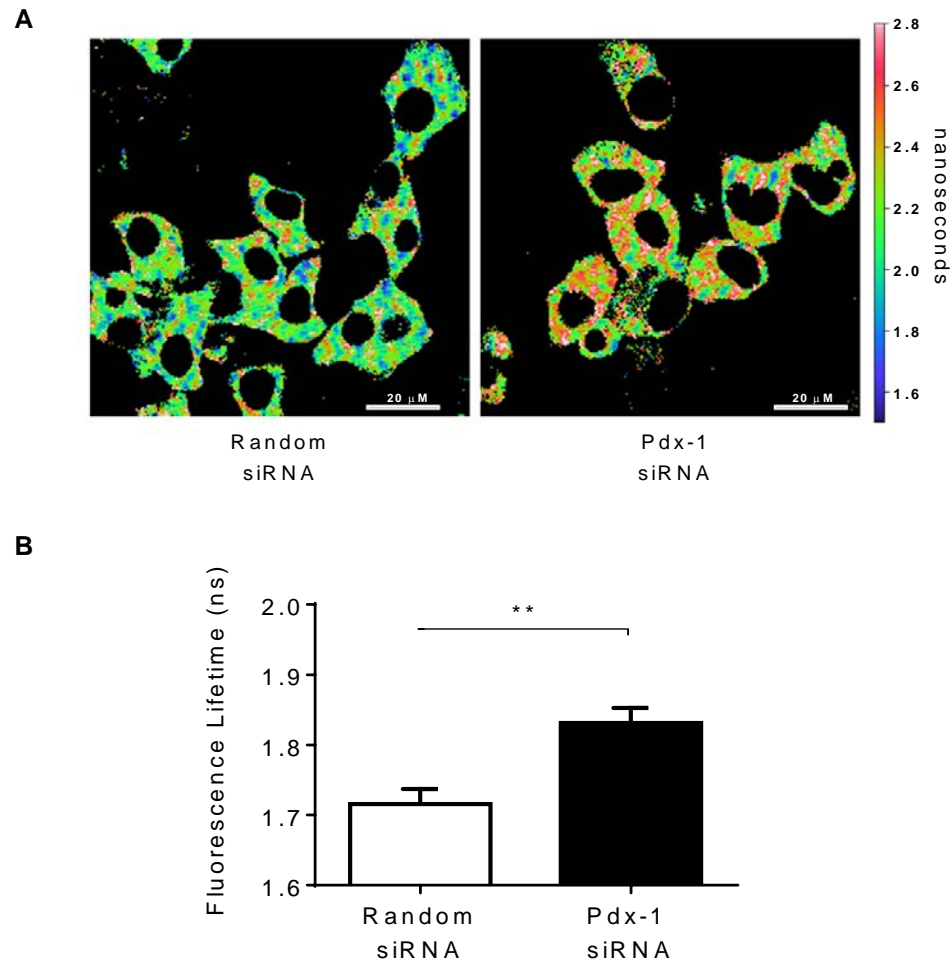 A
2.8
2.6
2.4
2.2
2.0
1.8
1.6
nanoseconds
20 μM
20 μM
Random
siRNA
Pdx-1
siRNA
B
Fluorescence Lifetime (ns)
2.0
1.9
1.8
1.7
1.6
**
Random
siRNA
Pdx-1
siRNA